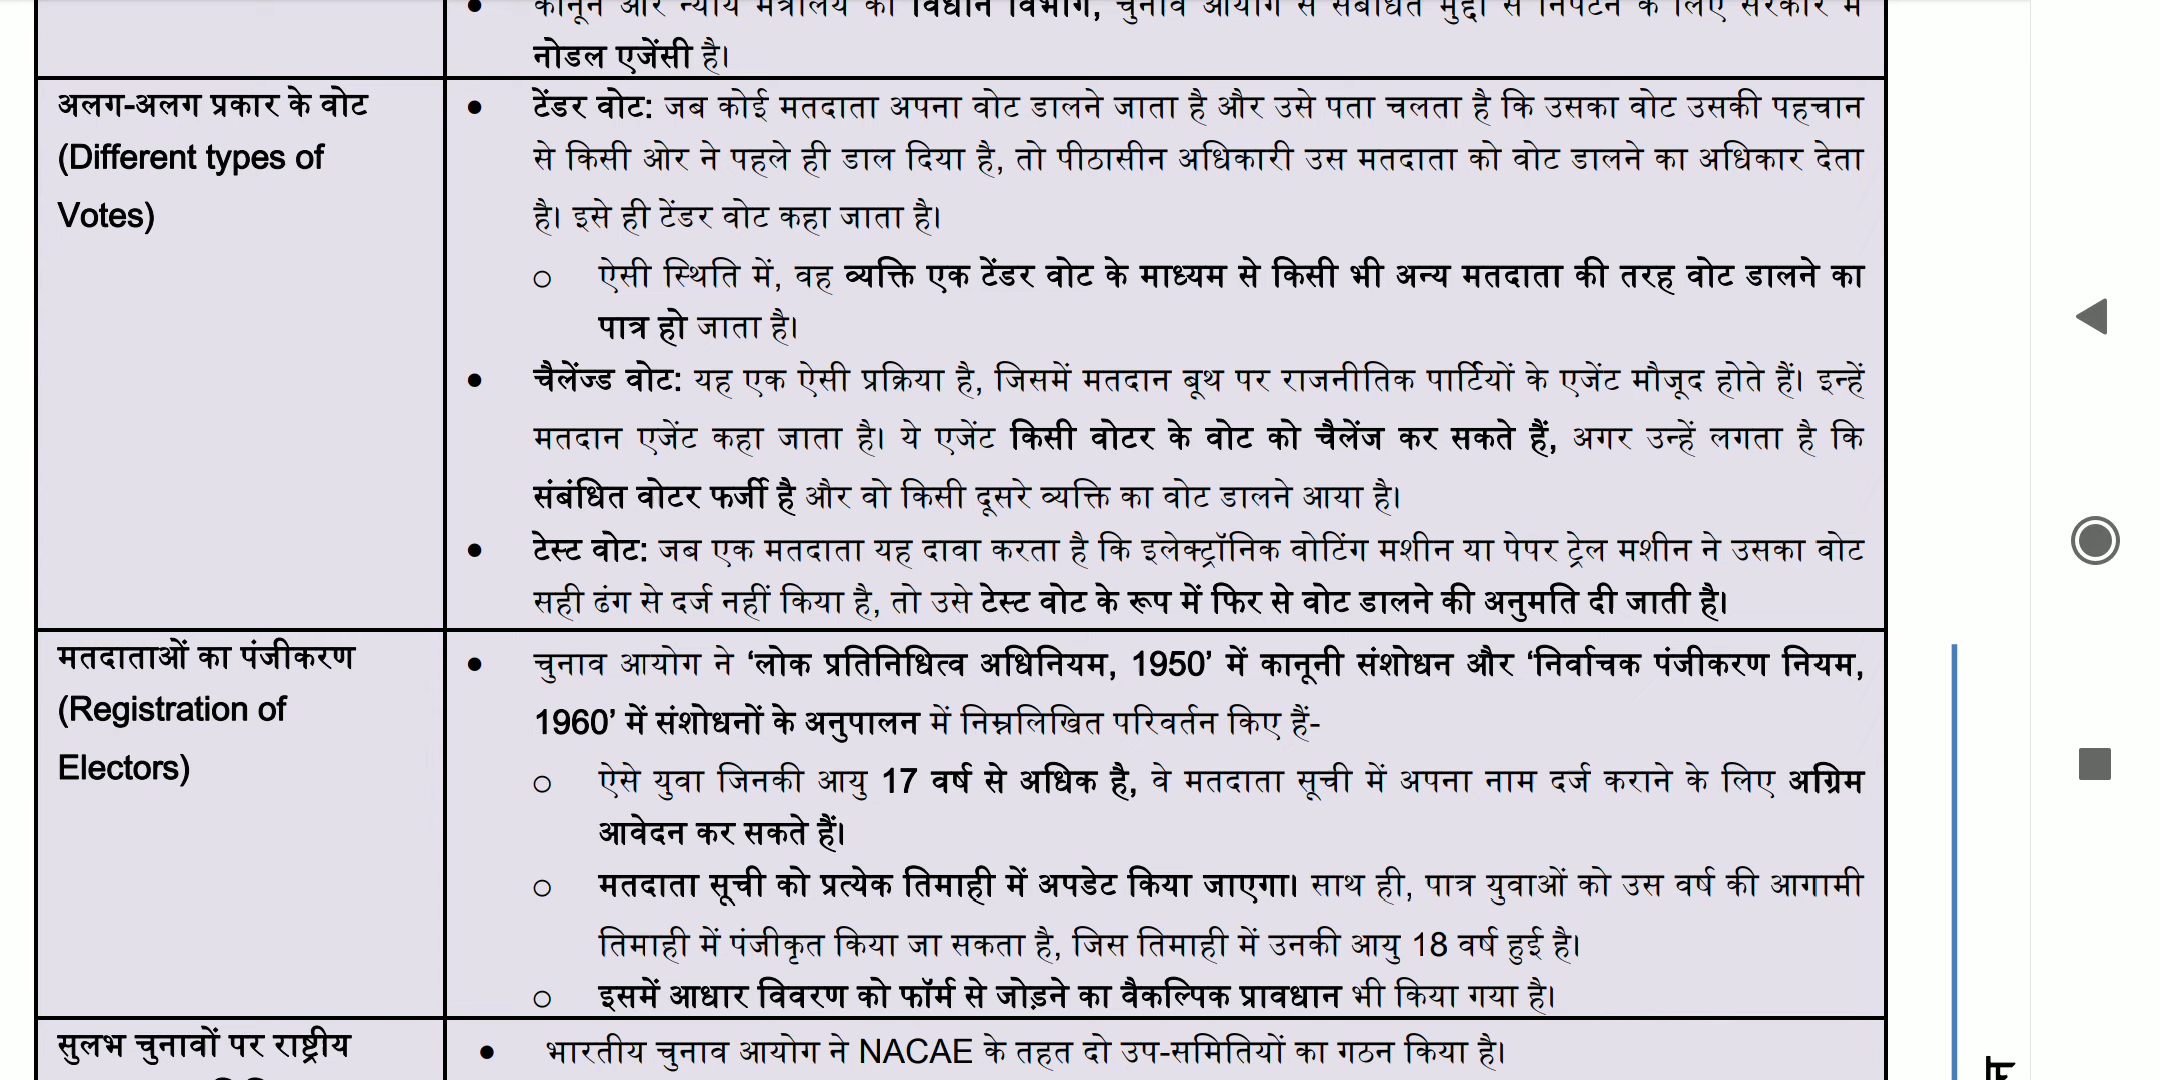 कानून और न्याय मंत्रालय का विधान विभाग, चुनाव आयोग से संबंधित मुद्दों से निपटने के लिए सरकार में
नोडल एजेंसी है।
अलग-अलग प्रकार के वोट
(Different types of
Votes)
टेंडर वोट: जब कोई मतदाता अपना वोट डालने जाता है और उसे पता चलता है कि उसका वोट उसकी पहचान
से किसी ओर ने पहले ही डाल दिया है, तो पीठासीन अधिकारी उस मतदाता को वोट डालने का अधिकार देता
है। इसे ही टेंडर वोट कहा जाता है।
ऐसी स्थिति में, वह व्यक्ति एक टेंडर वोट के माध्यम से किसी भी अन्य मतदाता की तरह वोट डालने का
पात्र हो जाता है।
चैलेंज्ड वोट: यह एक ऐसी प्रक्रिया है, जिसमें मतदान बूथ पर राजनीतिक पार्टियों के एजेंट मौजूद होते हैं। इन्हें
मतदान एजेंट कहा जाता है। ये एजेंट किसी वोटर के वोट को चैलेंज कर सकते हैं, अगर उन्हें लगता है कि
संबंधित वोटर फर्जी है और वो किसी दूसरे व्यक्ति का वोट डालने आया है।
टेस्ट वोट: जब एक मतदाता यह दावा करता है कि इलेक्ट्रॉनिक वोटिंग मशीन या पेपर ट्रेल मशीन ने उसका वोट
सही ढंग से दर्ज नहीं किया है, तो उसे टेस्ट वोट के रूप में फिर से वोट डालने की अनुमति दी जाती है।
मतदाताओं का पंजीकरण
(Registration of
Electors)
चुनाव आयोग ने ‘लोक प्रतिनिधित्व अधिनियम, 1950’ में कानूनी संशोधन और ‘निर्वाचक पंजीकरण नियम,
1960’ में संशोधनों के अनुपालन में निम्नलिखित परिवर्तन किए हैं-
ऐसे युवा जिनकी आयु 17 वर्ष से अधिक है, वे मतदाता सूची में अपना नाम दर्ज कराने के लिए अग्रिम
आवेदन कर सकते हैं।
मतदाता सूची को प्रत्येक तिमाही में अपडेट किया जाएगा। साथ ही, पात्र युवाओं को उस वर्ष की आगामी
तिमाही में पंजीकृत किया जा सकता है, जिस तिमाही में उनकी आयु 18 वर्ष हुई है।
इसमें आधार विवरण को फॉर्म से जोड़ने का वैकल्पिक प्रावधान भी किया गया है।
सुलभ चुनावों पर राष्ट्रीय
भारतीय चुनाव आयोग ने NACAE के तहत दो उप-समितियों का गठन किया है।